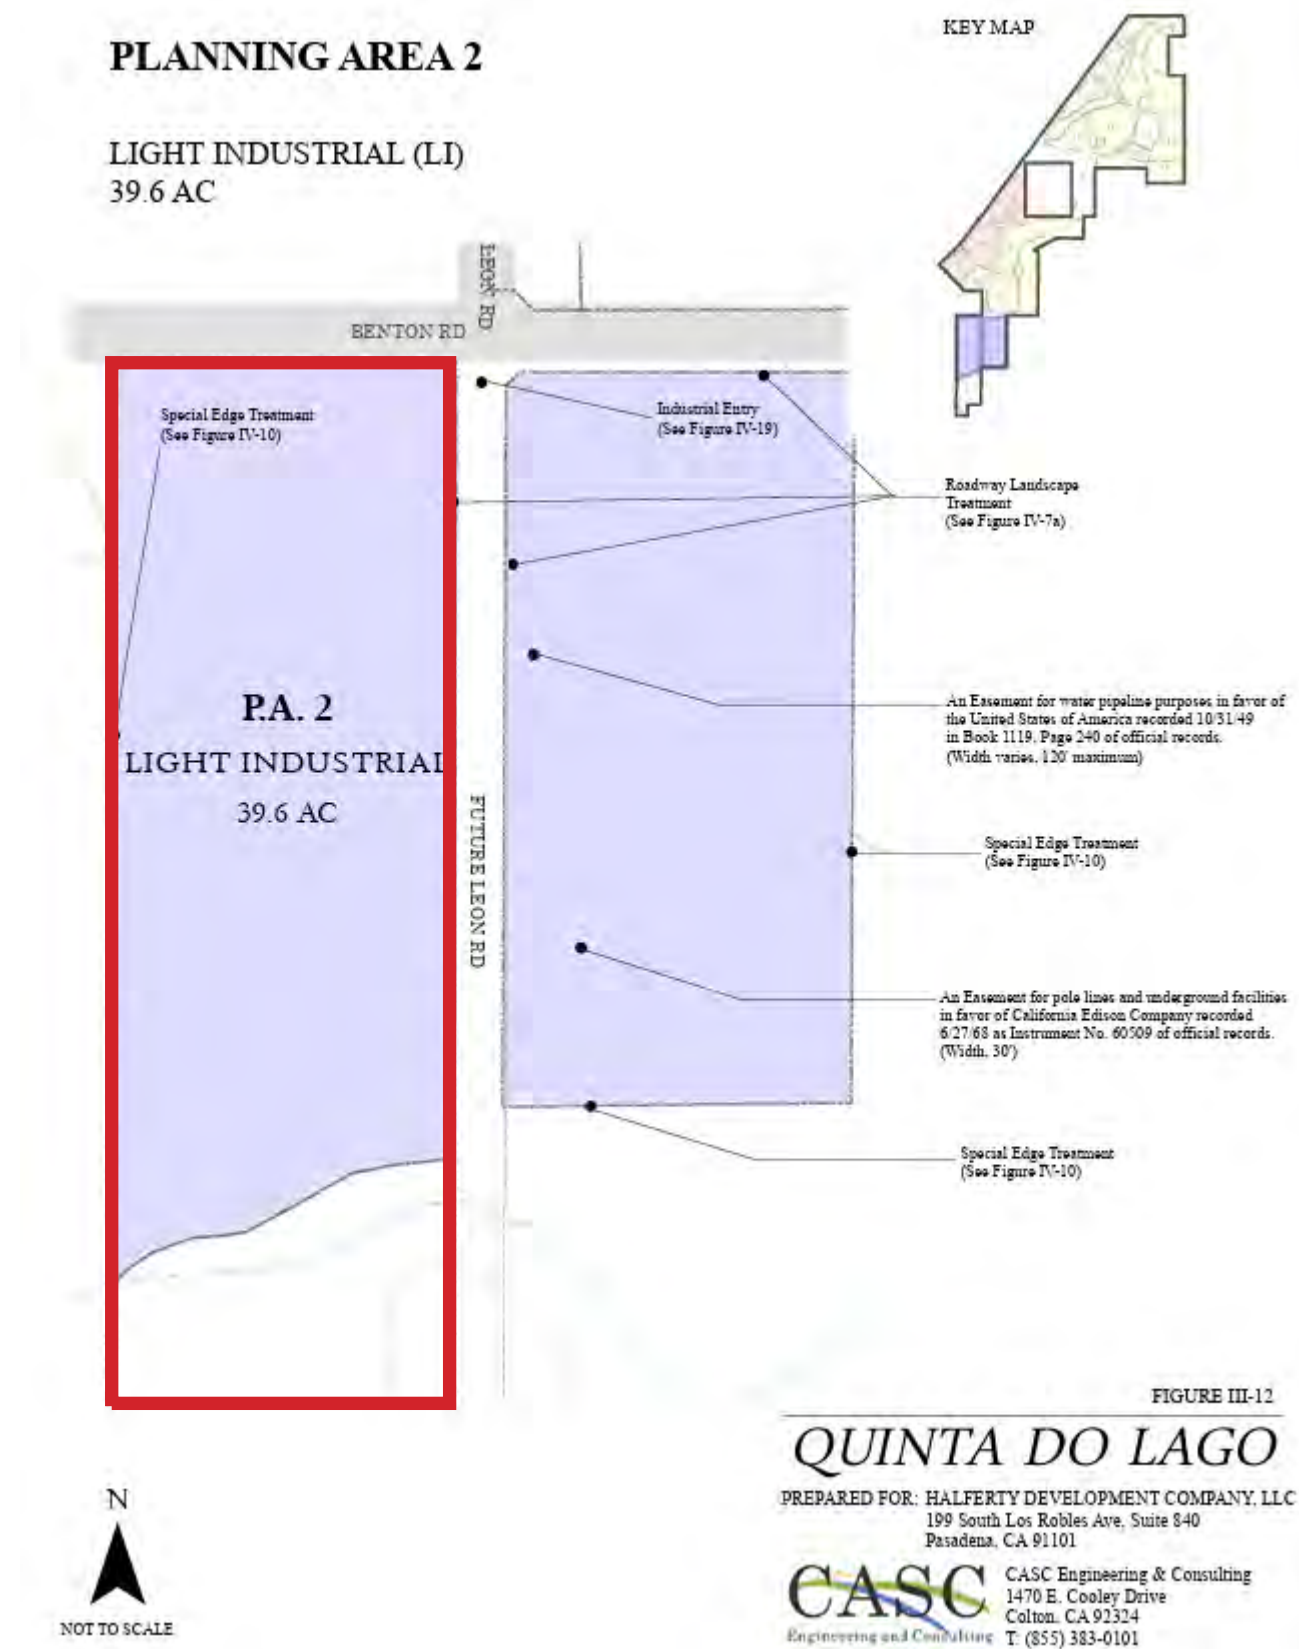 KEY MAP
PLANNING AREA 2
LIGHT INDUSTRIAL (LI)
39.6 AC
LEON RD
BENTON RD
Special Edge Treatment
(See Figure IV-10)
Industrial Entry
(See Figure IV-19)
Roadway Landscape
Treatment
(See Figure IV-7a)
P.A. 2
LIGHT INDUSTRIAL
39.6 AC
FUTURE LEON RD
An Easement for water pipeline purposes in favor of
the United States of America recorded 10/31/49
in Book 1119, Page 240 of official records.
(Width varies, 120' maximum)
Special Edge Treatment
(See Figure IV-10)
An Easement for pole lines and underground facilities
in favor of California Edison Company recorded
6/27/68 as Instrument No. 60509 of official records.
(Width, 30')
Special Edge Treatment
(See Figure IV-10)
FIGURE III-12
QUINTA DO LAGO
PREPARED FOR: HALFERTY DEVELOPMENT COMPANY, LLC
199 South Los Robles Ave, Suite 840
Pasadena, CA 91101
CASC
Engineering and Consulting
CASC Engineering & Consulting
1470 E. Cooley Drive
Colton, CA 92324
T: (855) 383-0101
N
NOT TO SCALE